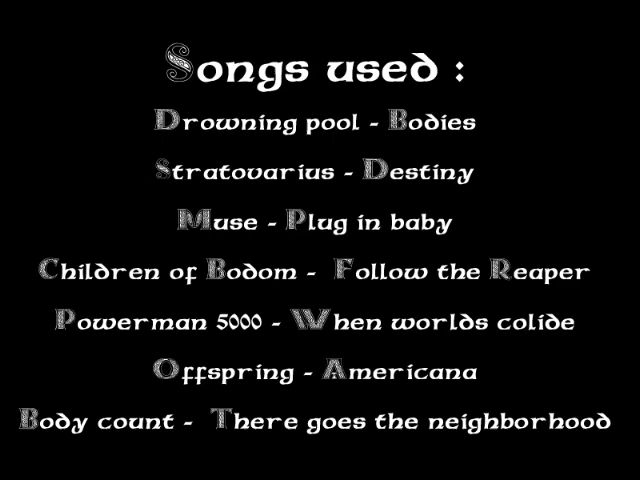 Songs used :
Drowning pool - Bodies
Stratovarius - Destiny
Muse - Plug in baby
Children of Bodom - Follow the Reaper
Powerman 5000 - When worlds colide
Offspring - Americana
Body count - There goes the neighborhood